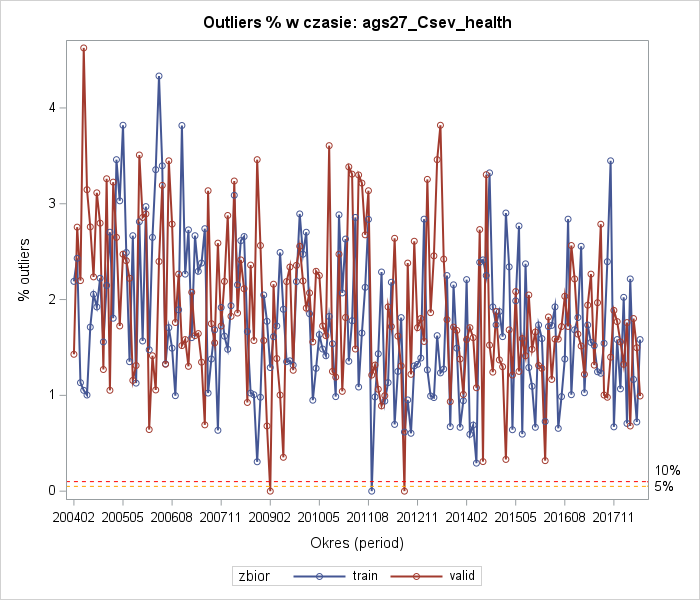 Outliers % w czasie: ags27_Csev_health
% outliers
4
3
2
1
0
10%
5%
200402 200505 200608 200711 200902 201005 201108 201211 201402 201505 201608 201711
Okres (period)
zbior train valid